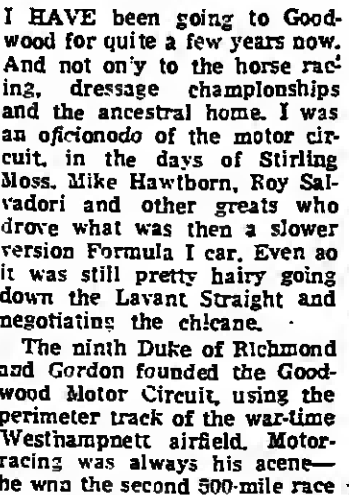 I HAVE been going to Good-
wood for quite a few years now.
And not on'y to the horse rac-
ing, dressage championships
and the ancestral home. I was
an oficionodo of the motor cir-
cuit, in the days of Stirling
Moss. Mike Hawtborn, Roy Sal-
vadori and other greats who
drove what was then a slower
version Formula I car. Even ao
it was still pretty hairy going
down the Lavant Straight and
negotiating the chicane.
The ninth Duke of Richmond
and Gordon founded the Good-
wood Motor Circuit, using the
perimeter track of the war-time
Westhampnett airfield. Motor-
racing was always his acene—
he wnn the second 500-mile race